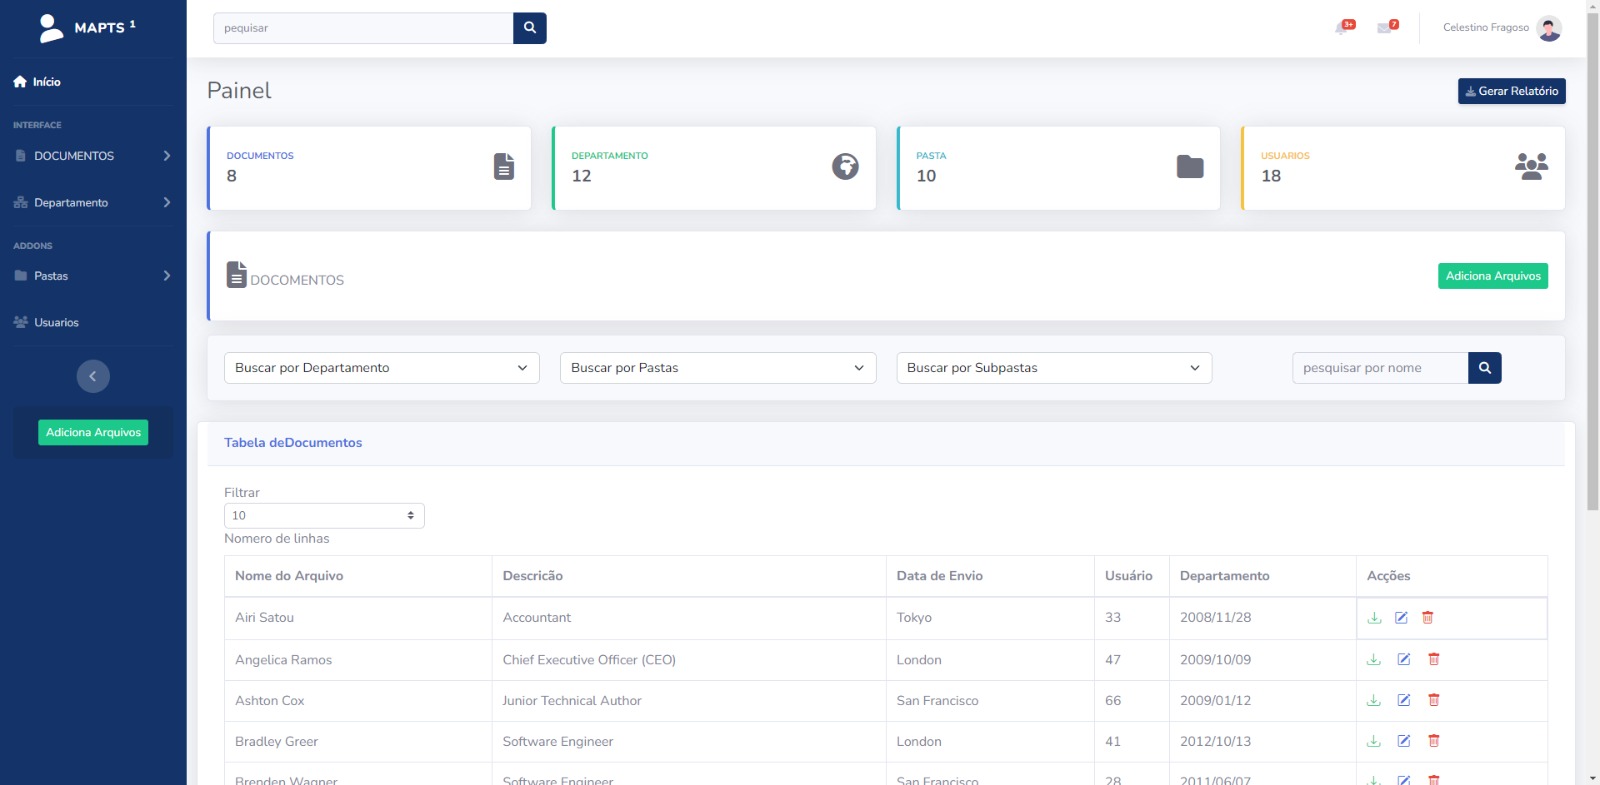 MAPTS 1
pequisar
3+
7
Celestino Fragoso
Início
INTERFACE
DOCUMENTOS
Departamento
ADDONS
Pastas
Usuarios
Adiciona Arquivos
Painel
Gerar Relatório
DOCUMENTOS
8
DEPARTAMENTO
12
PASTA
10
USUARIOS
18
DOCOMENTOS
Adiciona Arquivos
Buscar por Departamento
Buscar por Pastas
Buscar por Subpastas
pesquisar por nome
Tabela deDocumentos
Filtrar
10
Nomero de linhas
Nome do Arquivo Descricão Data de Envio Usuário Departamento Acções
Airi Satou Accountant Tokyo 33 2008/11/28
Angelica Ramos Chief Executive Officer (CEO) London 47 2009/10/09
Ashton Cox Junior Technical Author San Francisco 66 2009/01/12
Bradley Greer Software Engineer London 41 2012/10/13
Brenden Wagner Software Engineer San Francisco 28 2011/06/07